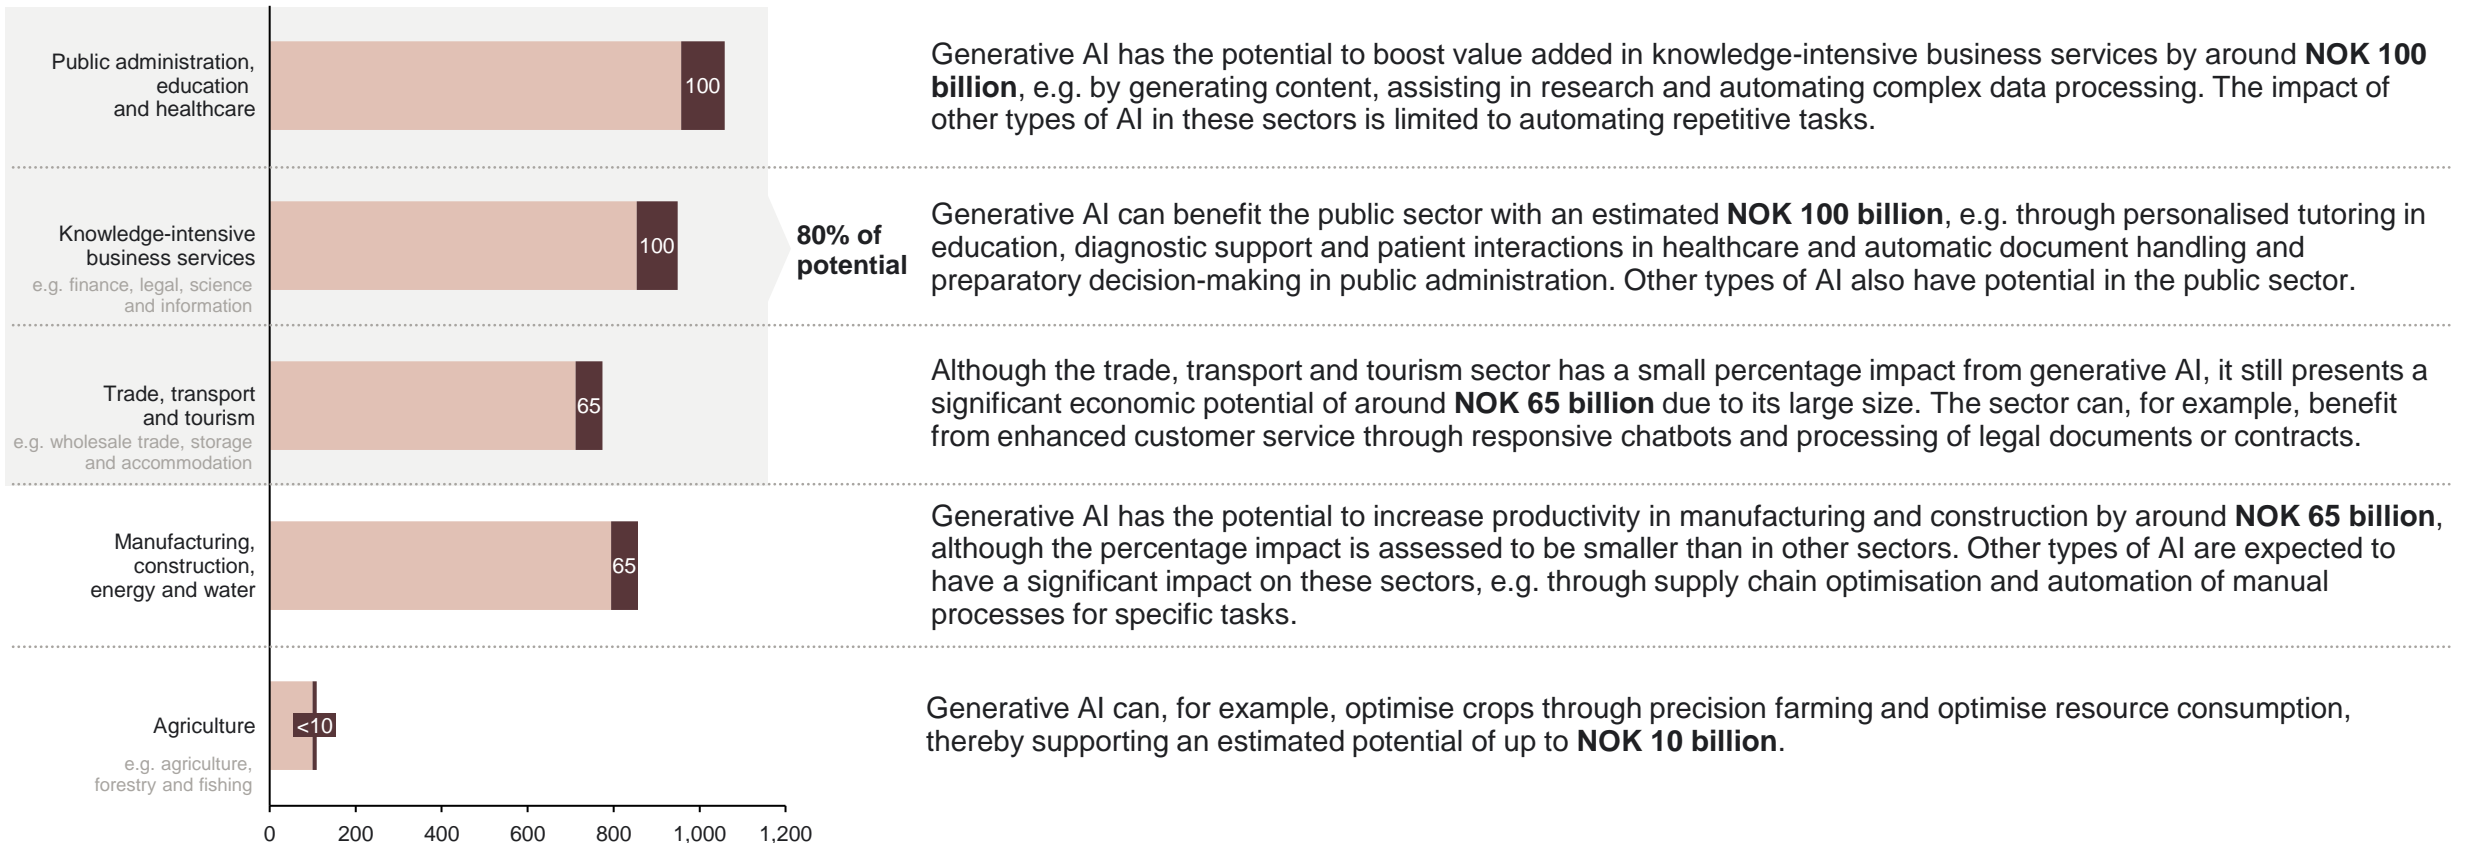 Public administration,
education
and healthcare
100
Generative AI has the potential to boost value added in knowledge-intensive business services by around NOK 100
billion, e.g. by generating content, assisting in research and automating complex data processing. The impact of
other types of AI in these sectors is limited to automating repetitive tasks.
Knowledge-intensive
business services
e.g. finance, legal, science
and information
100
80% of
potential
Generative AI can benefit the public sector with an estimated NOK 100 billion, e.g. through personalised tutoring in
education, diagnostic support and patient interactions in healthcare and automatic document handling and
preparatory decision-making in public administration. Other types of AI also have potential in the public sector.
Trade, transport
and tourism
e.g. wholesale trade, storage
and accommodation
65
Although the trade, transport and tourism sector has a small percentage impact from generative AI, it still presents a
significant economic potential of around NOK 65 billion due to its large size. The sector can, for example, benefit
from enhanced customer service through responsive chatbots and processing of legal documents or contracts.
Manufacturing,
construction,
energy and water
65
Generative AI has the potential to increase productivity in manufacturing and construction by around NOK 65 billion,
although the percentage impact is assessed to be smaller than in other sectors. Other types of AI are expected to
have a significant impact on these sectors, e.g. through supply chain optimisation and automation of manual
processes for specific tasks.
Agriculture
e.g. agriculture,
forestry and fishing
<10
Generative AI can, for example, optimise crops through precision farming and optimise resource consumption,
thereby supporting an estimated potential of up to NOK 10 billion.
0 200 400 600 800 1,000 1,200